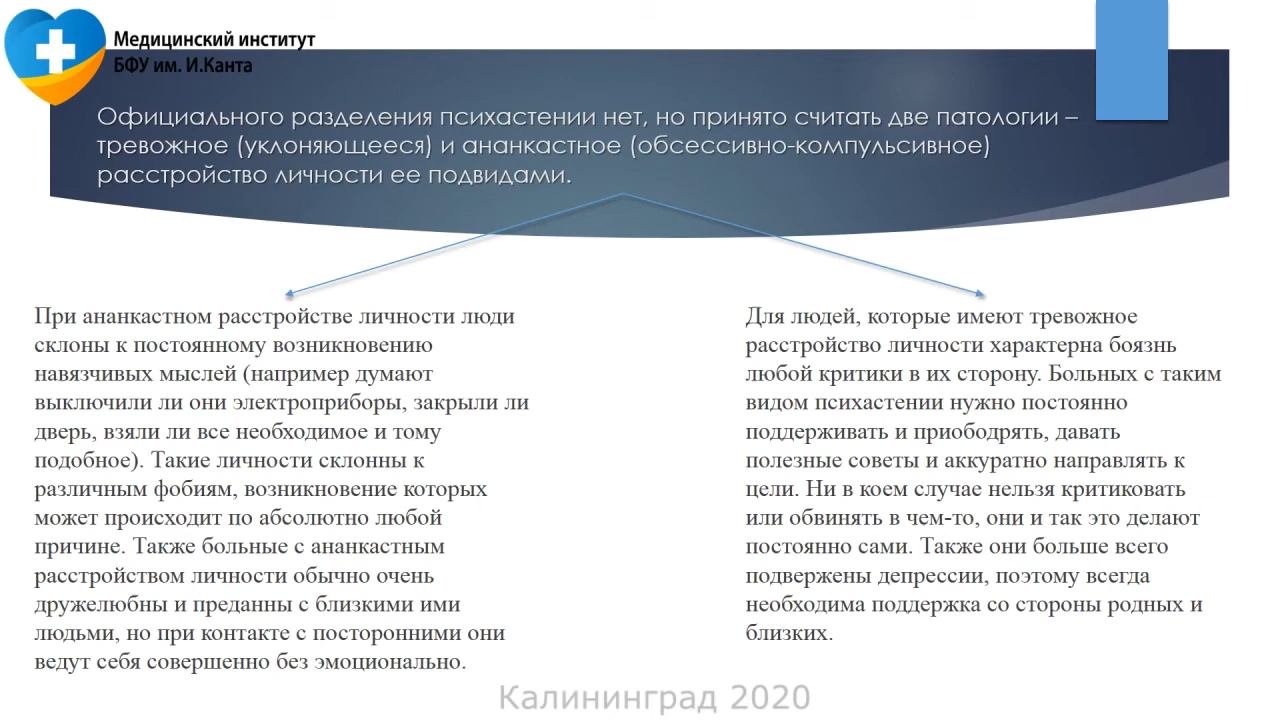 Медицинский институт
БФУ им. И.Канта
Официального разделения психастении нет, но принято считать две патологии –
тревожное (уклоняющееся) и ананкастное (обсессивно-компульсивное)
расстройство личности ее подвидами.
При ананкастном расстройстве личности люди
склоны к постоянному возникновению
навязчивых мыслей (например думают
выключили ли они электроприборы, закрыли ли
дверь, взяли ли все необходимое и тому
подобное). Такие личности склонны к
различным фобиям, возникновение которых
может происходит по абсолютно любой
причине. Также больные с ананкастным
расстройством личности обычно очень
дружелюбны и преданны с близкими ими
людьми, но при контакте с посторонними они
ведут себя совершенно без эмоционально.
Для людей, которые имеют тревожное
расстройство личности характерна боязнь
любой критики в их сторону. Больных с таким
видом психастении нужно постоянно
поддерживать и приободрять, давать
полезные советы и аккуратно направлять к
цели. Ни в коем случае нельзя критиковать
или обвинять в чем-то, они и так это делают
постоянно сами. Также они больше всего
подвержены депрессии, поэтому всегда
необходима поддержка со стороны родных и
близких.
Калининград 2020